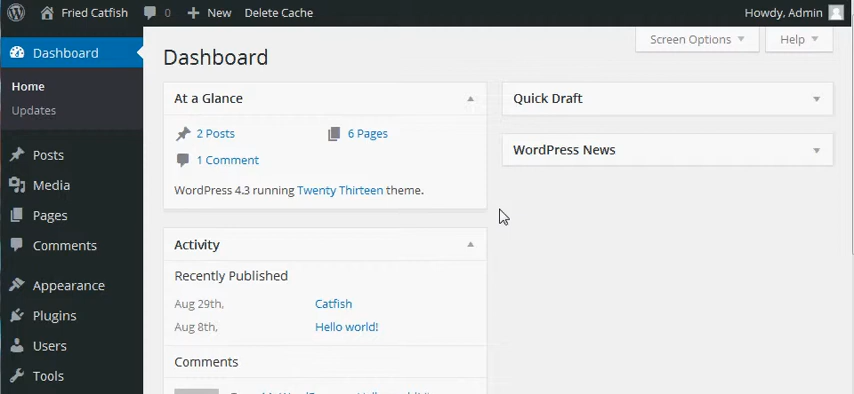 Fried Catfish 0 New Delete Cache Howdy, Admin
Dashboard
Home
Updates
Posts
Media
Pages
Comments
Appearance
Plugins
Users
Tools
Screen Options Help
Dashboard
At a Glance
2 Posts 6 Pages
1 Comment
WordPress 4.3 running Twenty Thirteen theme.
Activity
Recently Published
Aug 29th, Catfish
Aug 8th, Hello world!
Comments
Quick Draft
WordPress News